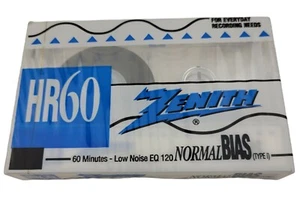 FOR EVERYDAY
RECORDING NEEDS
HR60
ZENITH®
60 Minutes - Low Noise EQ 120 NORMAL BIAS (TYPE I)